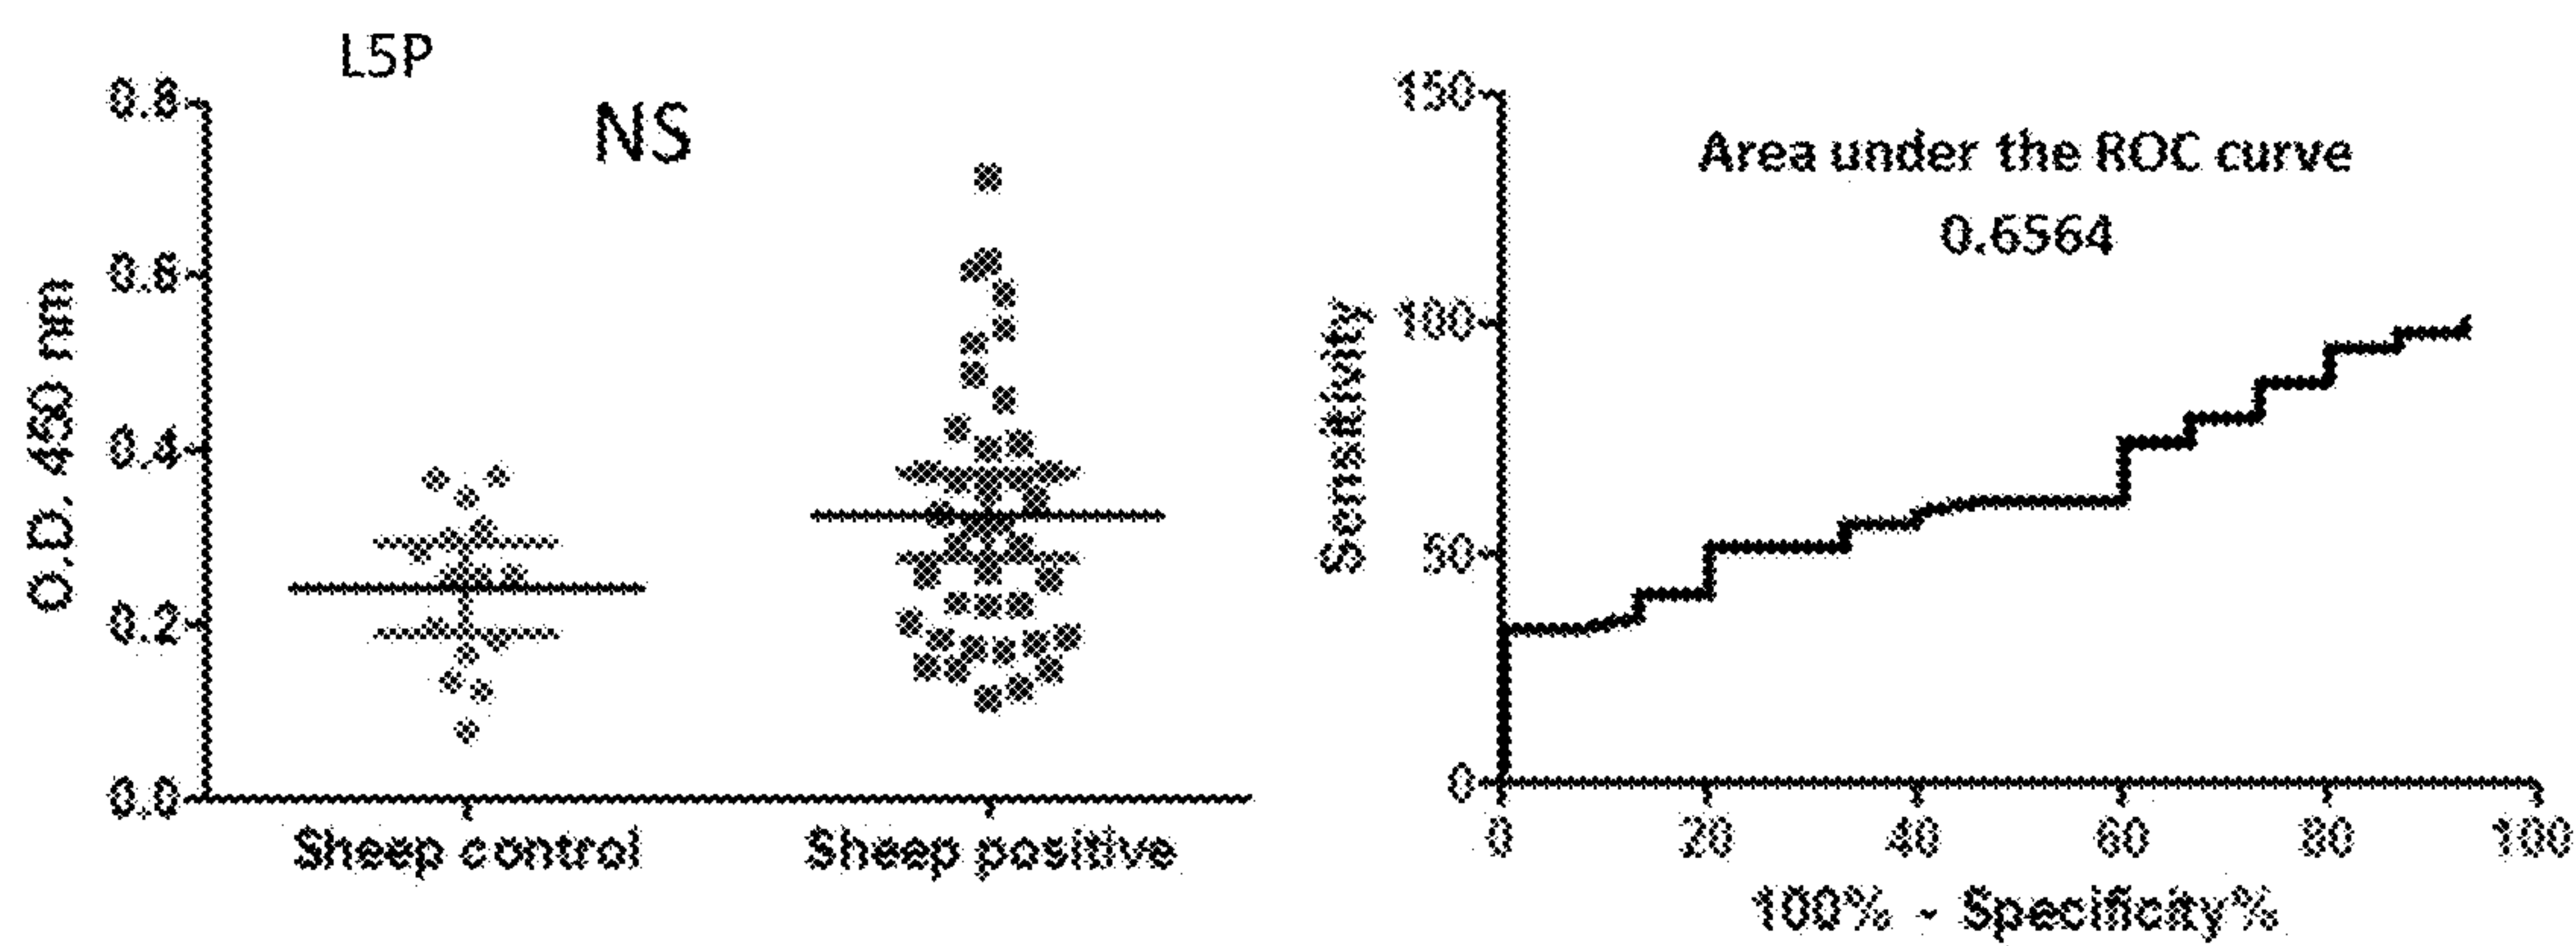 L5P
NS
0.8
0.6
0.4
0.2
0.0
O.D. 450 nm
Sheep control
Sheep positive
Area under the ROC curve
0.6564
150
100
50
0
Sensitivity
0
20
40
60
80
100
100% - Specificity%